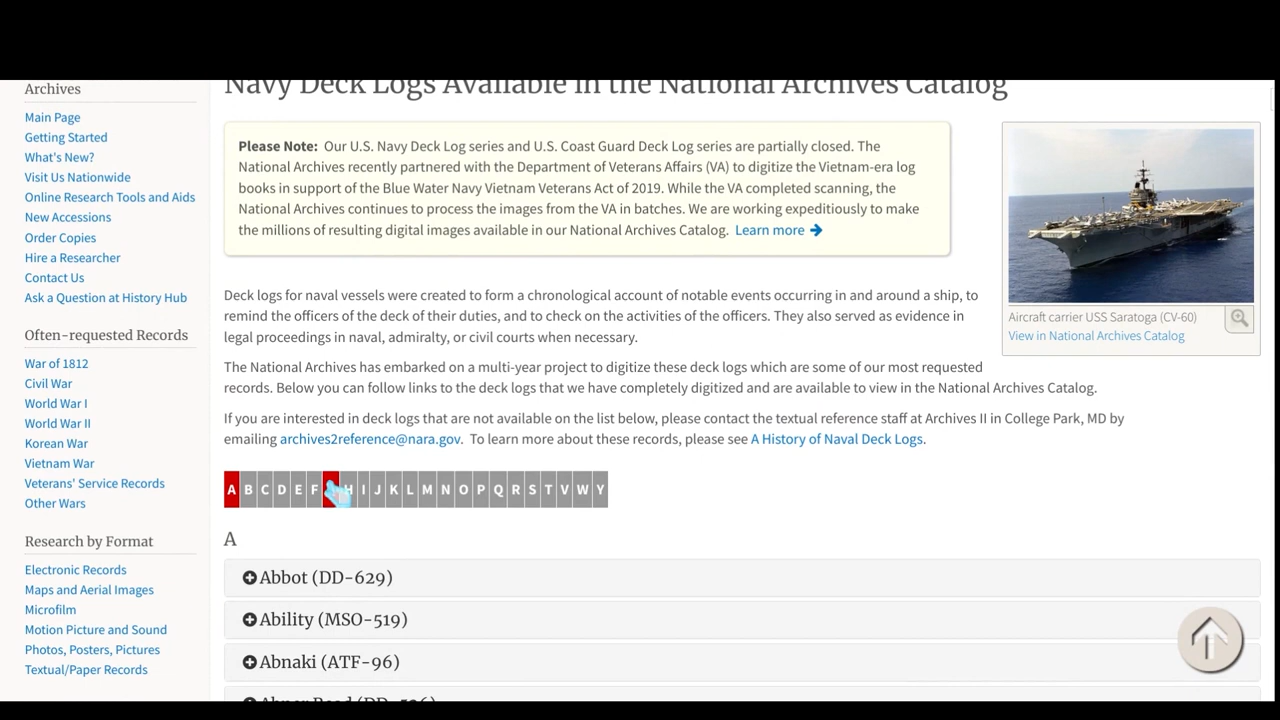 Archives
Main Page
Getting Started
What's New?
Visit Us Nationwide
Online Research Tools and Aids
New Accessions
Order Copies
Hire a Researcher
Contact Us
Ask a Question at History Hub
Often-requested Records
War of 1812
Civil War
World War I
World War II
Korean War
Vietnam War
Veterans' Service Records
Other Wars
Research by Format
Electronic Records
Maps and Aerial Images
Microfilm
Motion Picture and Sound
Photos, Posters, Pictures
Textual/Paper Records
Navy Deck Logs Available in the National Archives Catalog
Please Note: Our U.S. Navy Deck Log series and U.S. Coast Guard Deck Log series are partially closed. The
National Archives recently partnered with the Department of Veterans Affairs (VA) to digitize the Vietnam-era log
books in support of the Blue Water Navy Vietnam Veterans Act of 2019. While the VA completed scanning, the
National Archives continues to process the images from the VA in batches. We are working expeditiously to make
the millions of resulting digital images available in our National Archives Catalog. Learn more
Aircraft carrier USS Saratoga (CV-60)
View in National Archives Catalog
Deck logs for naval vessels were created to form a chronological account of notable events occurring in and around a ship, to
remind the officers of the deck of their duties, and to check on the activities of the officers. They also served as evidence in
legal proceedings in naval, admiralty, or civil courts when necessary.
The National Archives has embarked on a multi-year project to digitize these deck logs which are some of our most requested
records. Below you can follow links to the deck logs that we have completely digitized and are available to view in the National Archives Catalog.
If you are interested in deck logs that are not available on the list below, please contact the textual reference staff at Archives II in College Park, MD by
emailing archives2reference@nara.gov. To learn more about these records, please see A History of Naval Deck Logs.
A B C D E F H I J K L M N O P Q R S T V W Y
A
Abbot (DD-629)
Ability (MSO-519)
Abnaki (ATF-96)